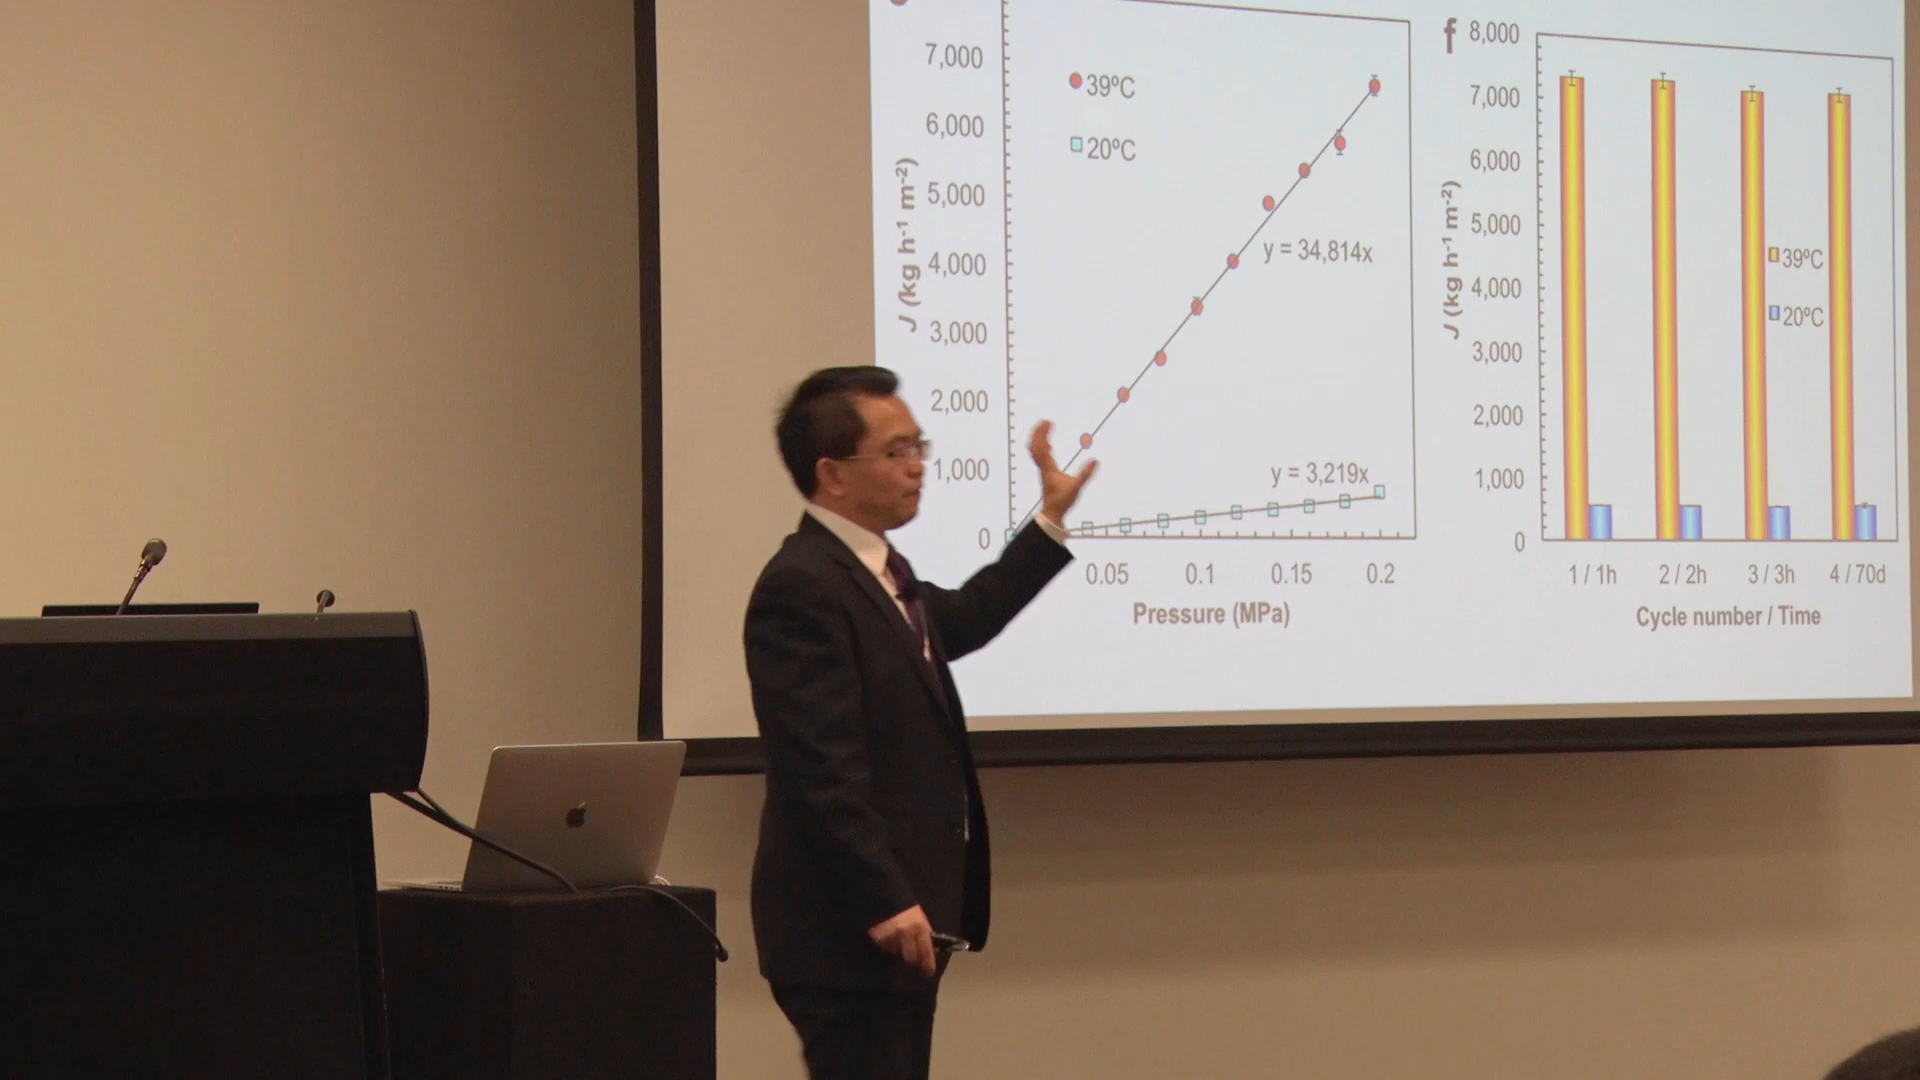 7,000
6,000
5,000
4,000
3,000
2,000
1,000
0
J (kg h⁻¹ m⁻²)
39ºC
20ºC
y = 34,814x
y = 3,219x
0.05 0.1 0.15 0.2
Pressure (MPa)
f
8,000
7,000
6,000
5,000
4,000
3,000
2,000
1,000
0
J (kg h⁻¹ m⁻²)
39ºC
20ºC
1 / 1h 2 / 2h 3 / 3h 4 / 70d
Cycle number / Time